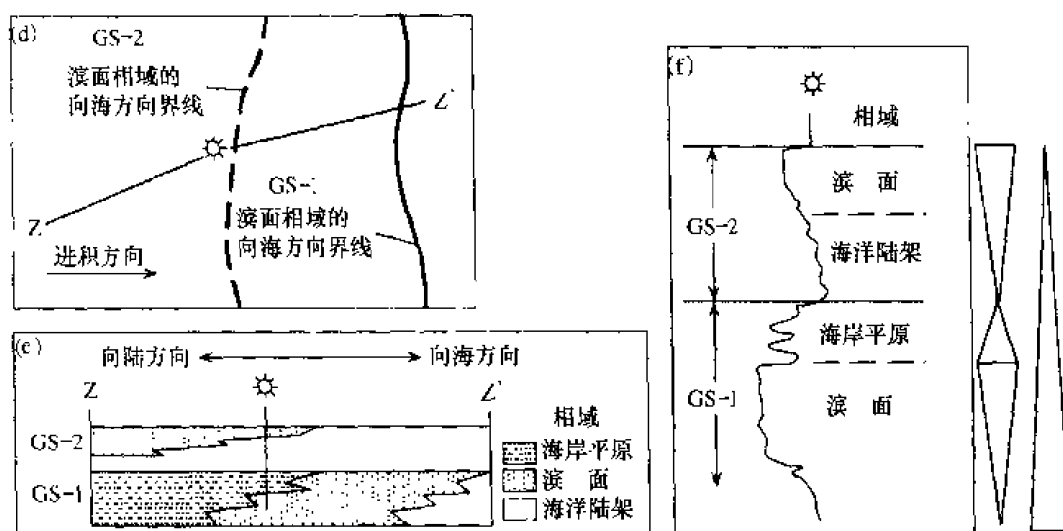 (d)
GS-2
滨面相域的
向海方向界线
Z′
GS-1
滨面相域的
向海方向界线
Z
进积方向
(e)
向陆方向
向海方向
Z
Z′
GS-2
GS-1
相域
海岸平原
滨面
海洋陆架
(f)
相域
滨面
GS-2
海洋陆架
海岸平原
GS-1
滨面